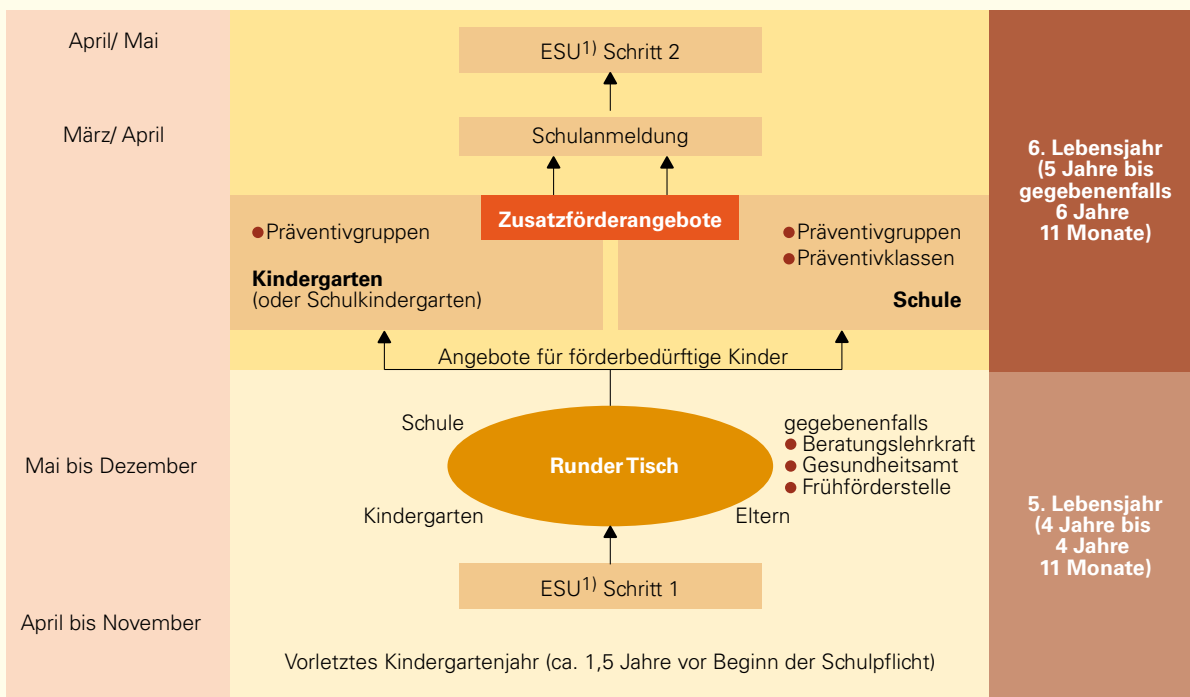 April/ Mai
ESU1) Schritt 2
März/ April
Schulanmeldung
6. Lebensjahr
(5 Jahre bis
gegebenenfalls
6 Jahre
11 Monate)
Zusatzförderangebote
Präventivgruppen
Kindergarten
(oder Schulkindergarten)
Präventivgruppen
Präventivklassen
Schule
Angebote für förderbedürftige Kinder
Mai bis Dezember
Schule
Runder Tisch
gegebenenfalls
Beratungslehrkraft
Gesundheitsamt
Frühförderstelle
Kindergarten
Eltern
5. Lebensjahr
(4 Jahre bis
4 Jahre
11 Monate)
ESU1) Schritt 1
April bis November
Vorletztes Kindergartenjahr (ca. 1,5 Jahre vor Beginn der Schulpflicht)